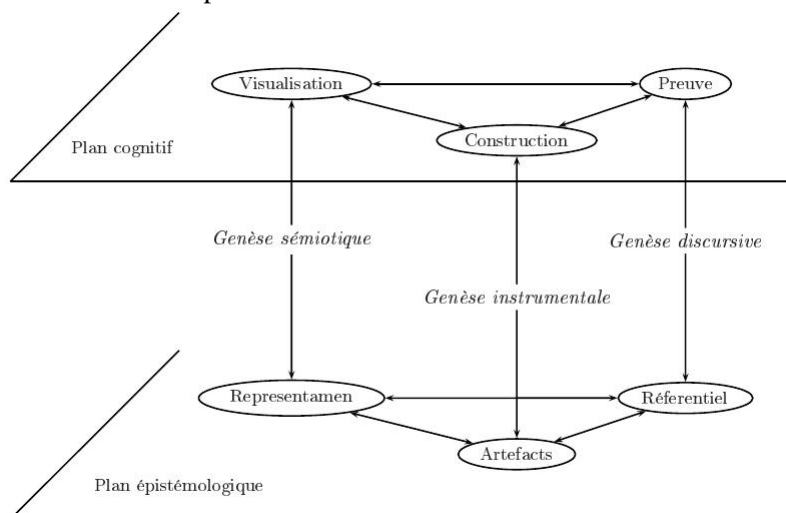 Visualisation
Preuve
Construction
Plan cognitif
Genèse sémiotique
Genèse discursive
Genèse instrumentale
Representamen
Réferentiel
Artefacts
Plan épistémologique